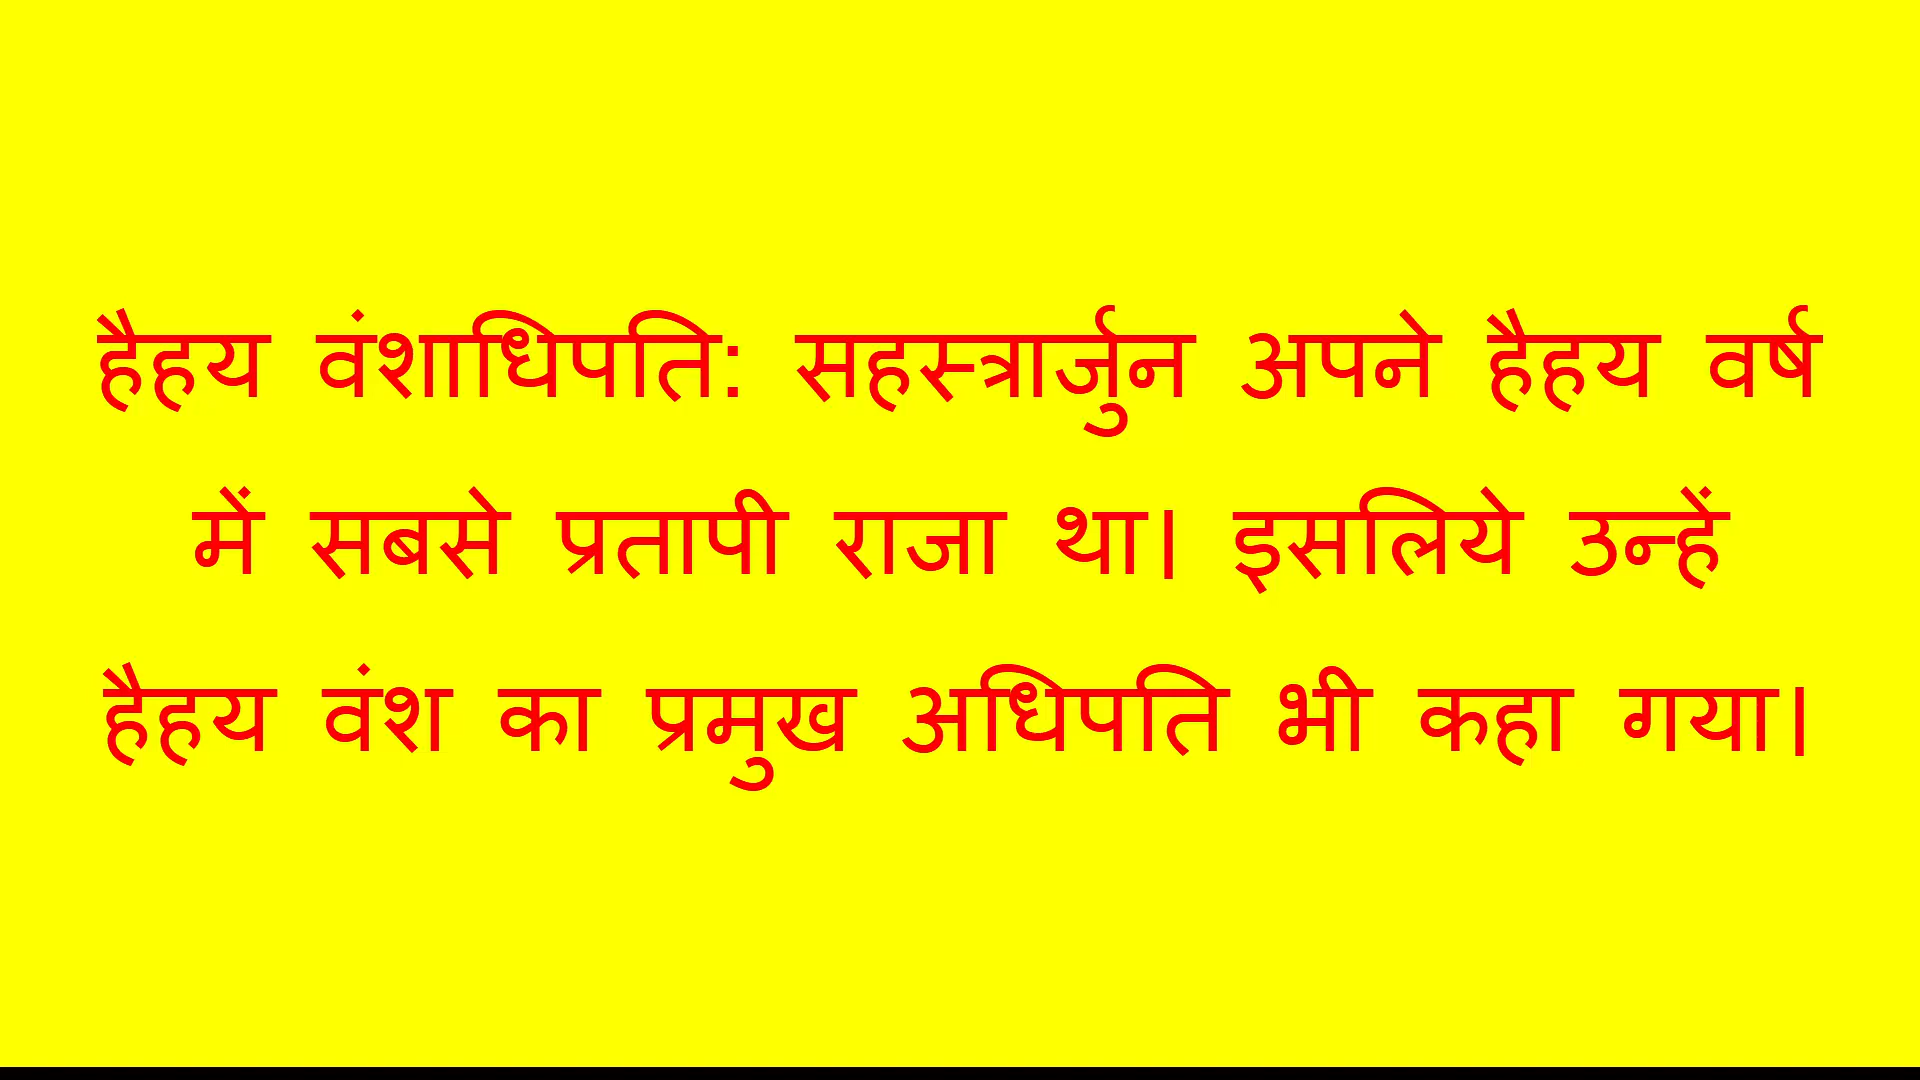 हैहय वंशाधिपति: सहस्त्रार्जुन अपने हैहय वर्ष
में सबसे प्रतापी राजा था। इसलिये उन्हें
हैहय वंश का प्रमुख अधिपति भी कहा गया।